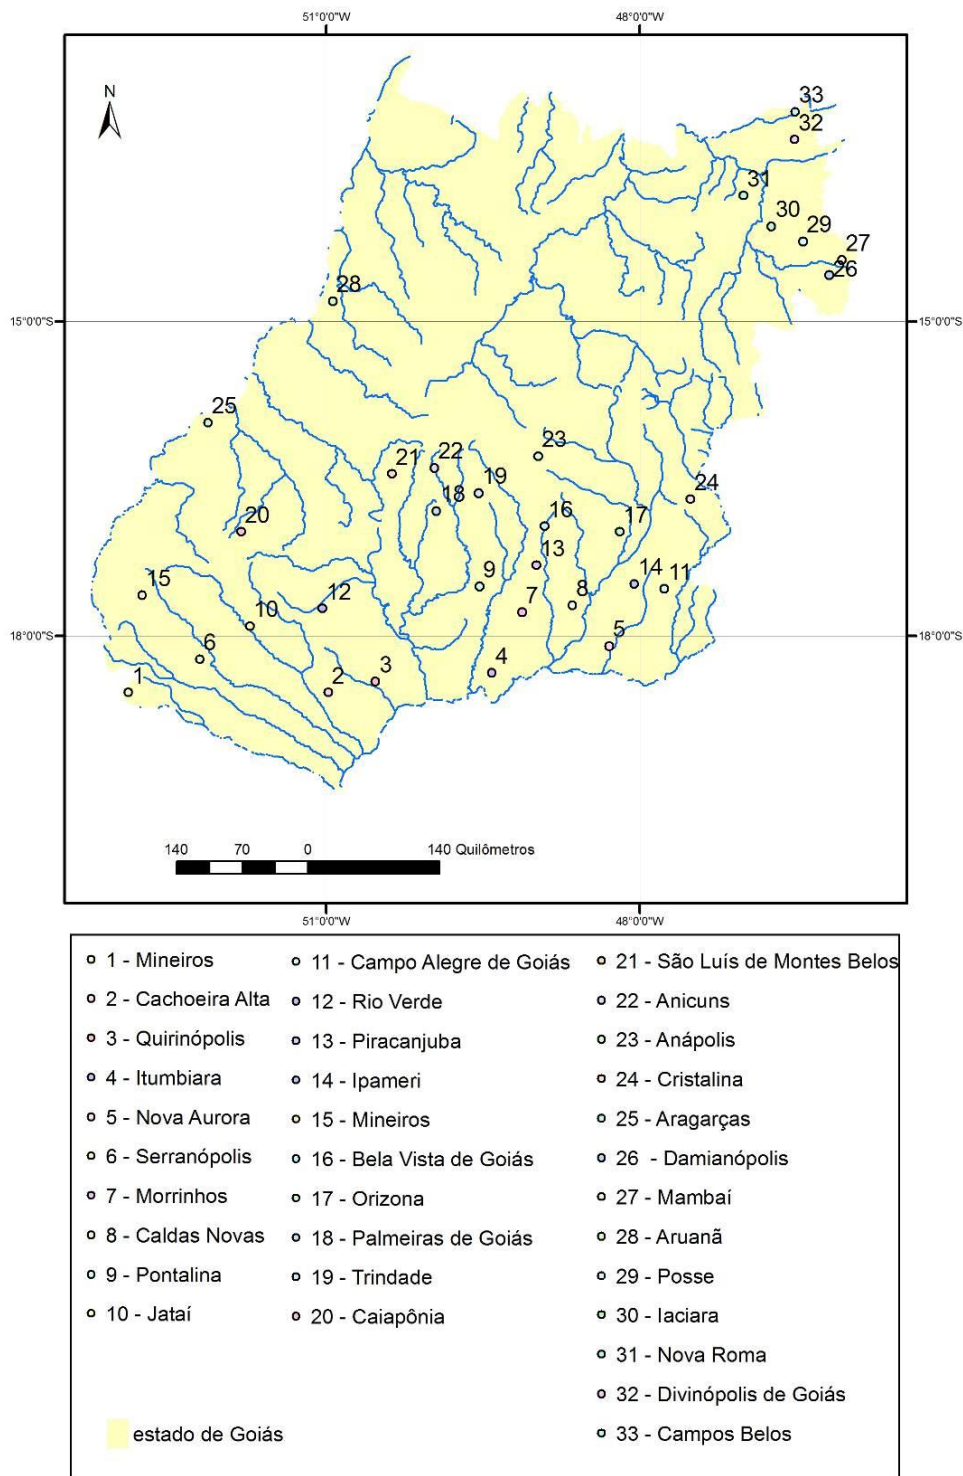 51°0'0"W 48°0'0"W
N
33
32
31
30
29
27
26
28
15°0'0"S 15°0'0"S
25
23
22
21
19
24
18
20
16
17
13
14
11
9
15
12
8
7
10
5
18°0'0"S 18°0'0"S
6
4
3
2
1
140 70 0 140 Quilômetros
51°0'0"W 48°0'0"W
1 - Mineiros
2 - Cachoeira Alta
3 - Quirinópolis
4 - Itumbiara
5 - Nova Aurora
6 - Serranópolis
7 - Morrinhos
8 - Caldas Novas
9 - Pontalina
10 - Jataí
11 - Campo Alegre de Goiás
12 - Rio Verde
13 - Piracanjuba
14 - Ipameri
15 - Mineiros
16 - Bela Vista de Goiás
17 - Orizona
18 - Palmeiras de Goiás
19 - Trindade
20 - Caiapônia
21 - São Luís de Montes Belos
22 - Anicuns
23 - Anápolis
24 - Cristalina
25 - Aragarças
26 - Damianópolis
27 - Mambaí
28 - Aruanã
29 - Posse
30 - Iaciara
31 - Nova Roma
32 - Divinópolis de Goiás
33 - Campos Belos
estado de Goiás